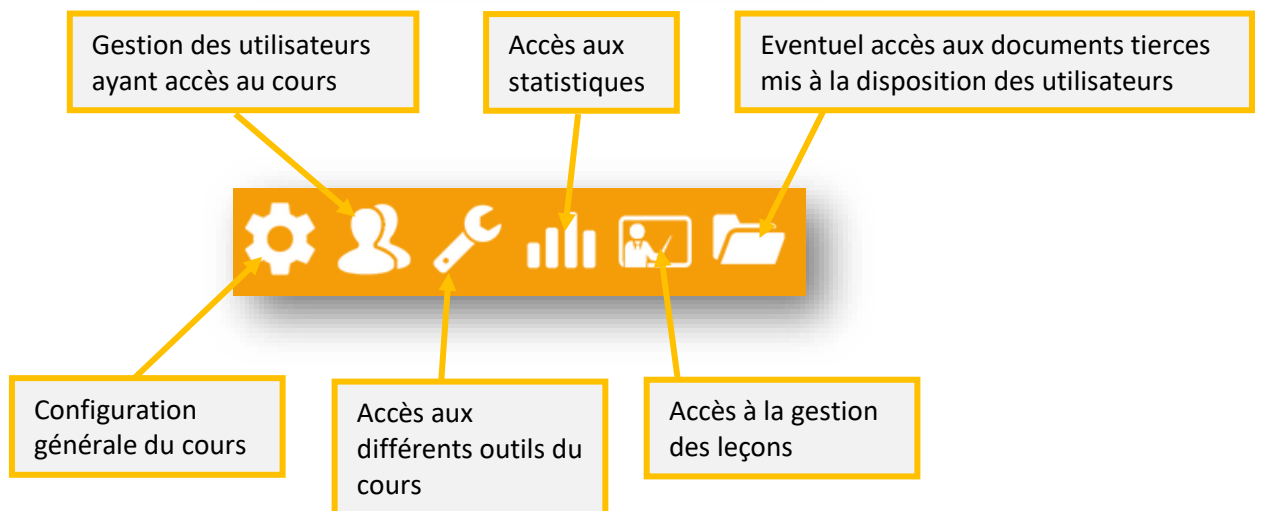 Gestion des utilisateurs
ayant accès au cours
Accès aux
statistiques
Eventuel accès aux documents tierces
mis à la disposition des utilisateurs
Configuration
générale du cours
Accès aux
différents outils du
cours
Accès à la gestion
des leçons